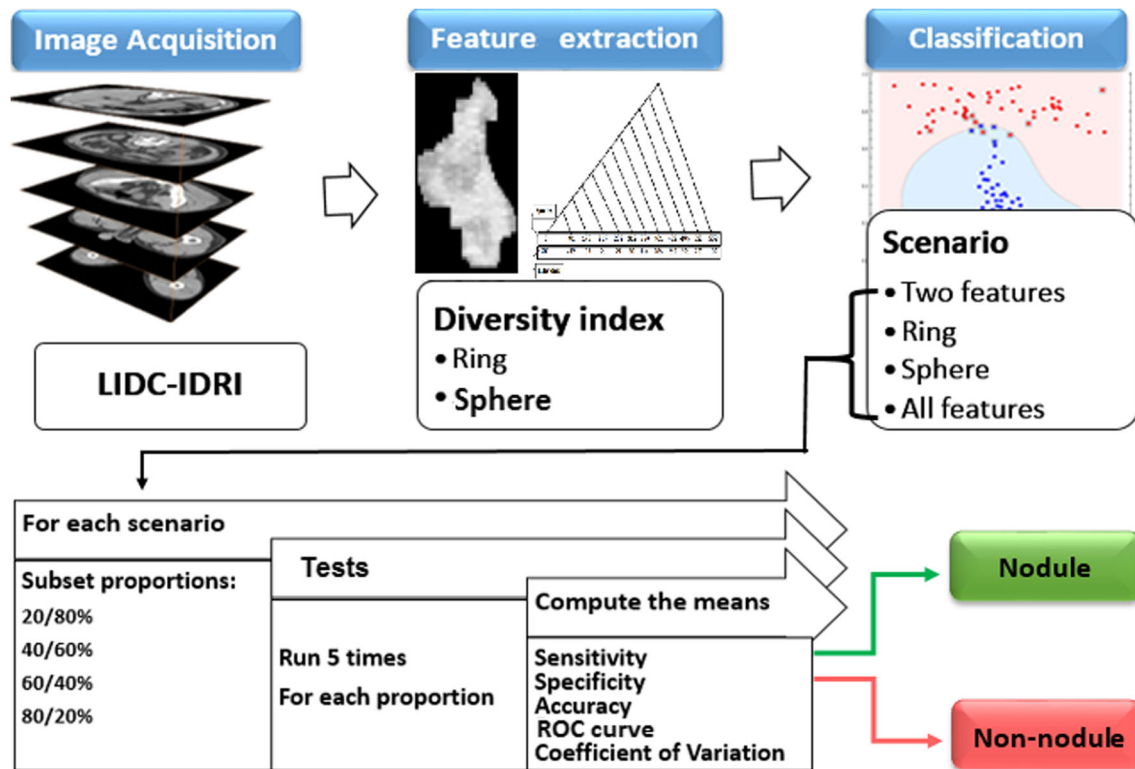 Image Acquisition
Feature extraction
Classification
LIDC-IDRI
Diversity index
• Ring
• Sphere
Scenario
• Two features
• Ring
• Sphere
• All features
For each scenario
Subset proportions:
20/80%
40/60%
60/40%
80/20%
Tests
Run 5 times
For each proportion
Compute the means
Sensitivity
Specificity
Accuracy
ROC curve
Coefficient of Variation
Nodule
Non-nodule